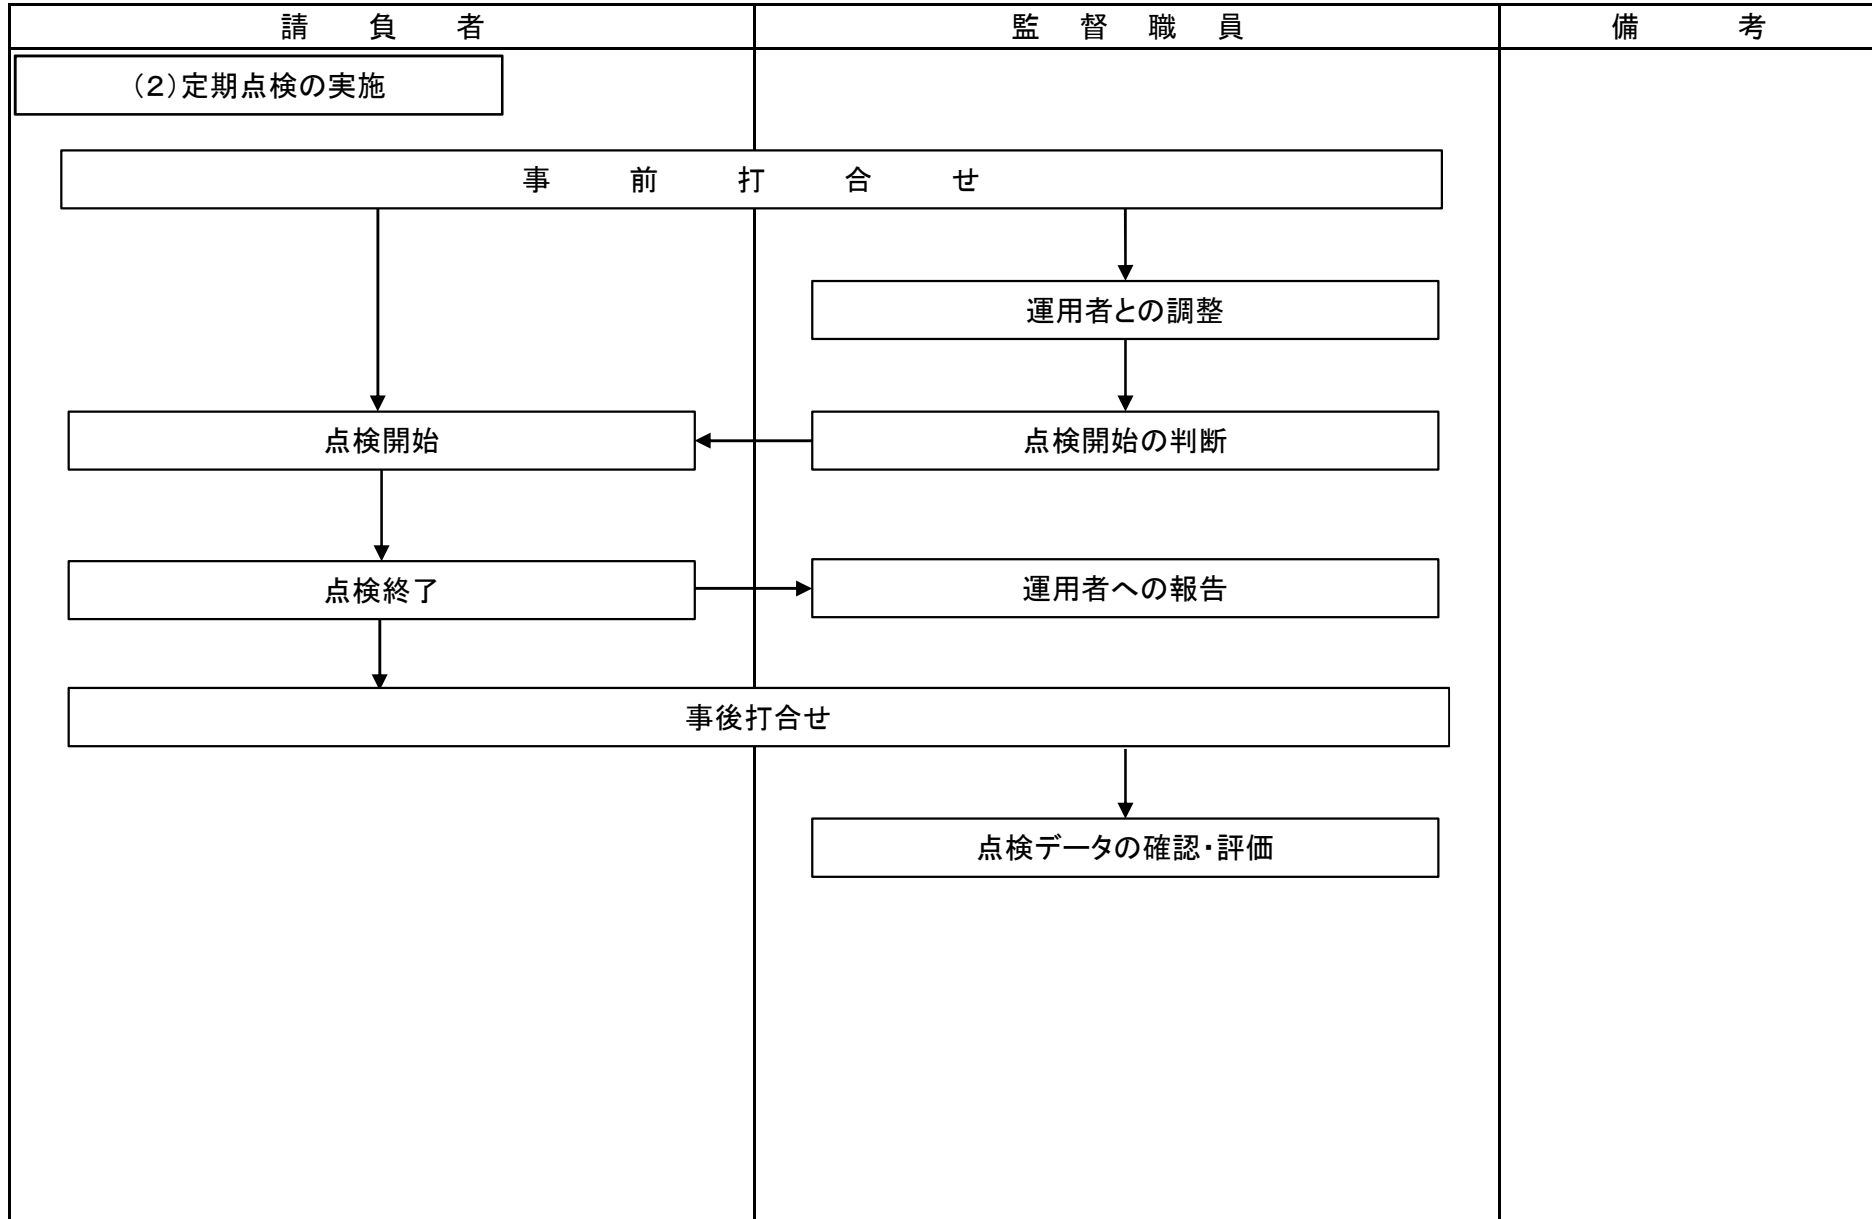 請負者
監督職員
備考
(2)定期点検の実施
事前打合せ
運用者との調整
点検開始
点検開始の判断
点検終了
運用者への報告
事後打合せ
点検データの確認・評価